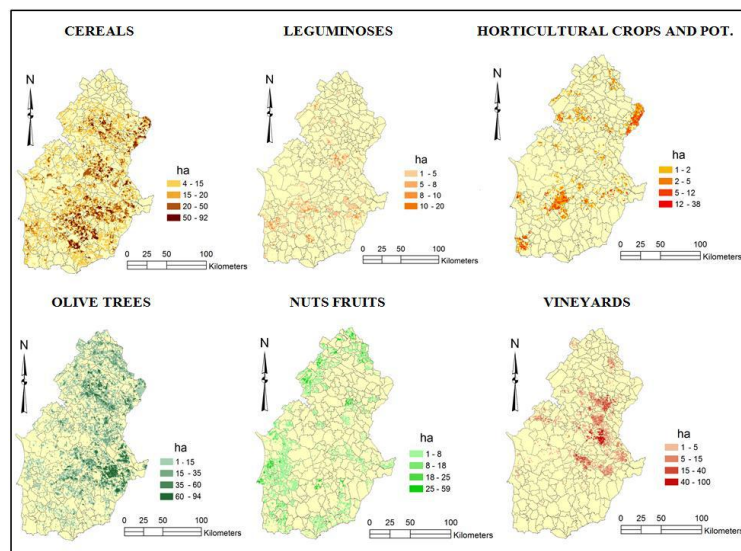 CEREALS
LEGUMINOSES
HORTICULTURAL CROPS AND POT.
N
ha
4 - 15
15 - 20
20 - 50
50 - 92
0 25 50 100
Kilometers
N
ha
1 - 5
5 - 8
8 - 10
10 - 20
0 25 50 100
Kilometers
N
ha
1 - 2
2 - 5
5 - 12
12 - 38
0 25 50 100
Kilometers
OLIVE TREES
NUTS FRUITS
VINEYARDS
N
ha
1 - 15
15 - 35
35 - 60
60 - 94
0 25 50 100
Kilometers
N
ha
1 - 8
8 - 18
18 - 25
25 - 59
0 25 50 100
Kilometers
N
ha
1 - 5
5 - 15
15 - 40
40 - 100
0 25 50 100
Kilometers